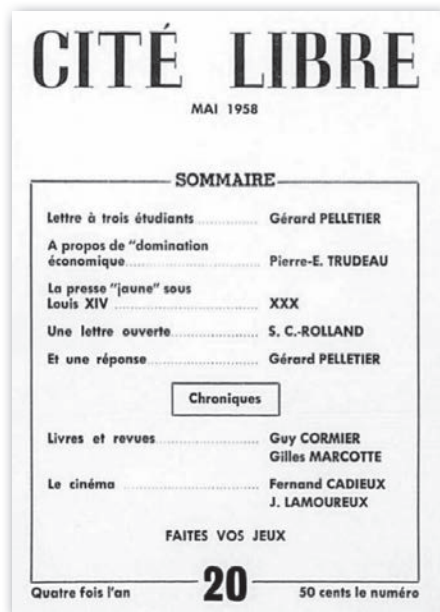 CITÉ LIBRE
MAI 1958
SOMMAIRE
Lettre à trois étudiants ........ Gérard PELLETIER
A propos de "domination
économique ........ Pierre-E. TRUDEAU
La presse "jaune" sous
Louis XIV ........ XXX
Une lettre ouverte ........ S. C.-ROLLAND
Et une réponse ........ Gérard PELLETIER
Chroniques
Livres et revues ........ Guy CORMIER
Gilles MARCOTTE
Le cinéma ........ Fernand CADIEUX
J. LAMOUREUX
FAITES VOS JEUX
Quatre fois l'an 20 50 cents le numéro